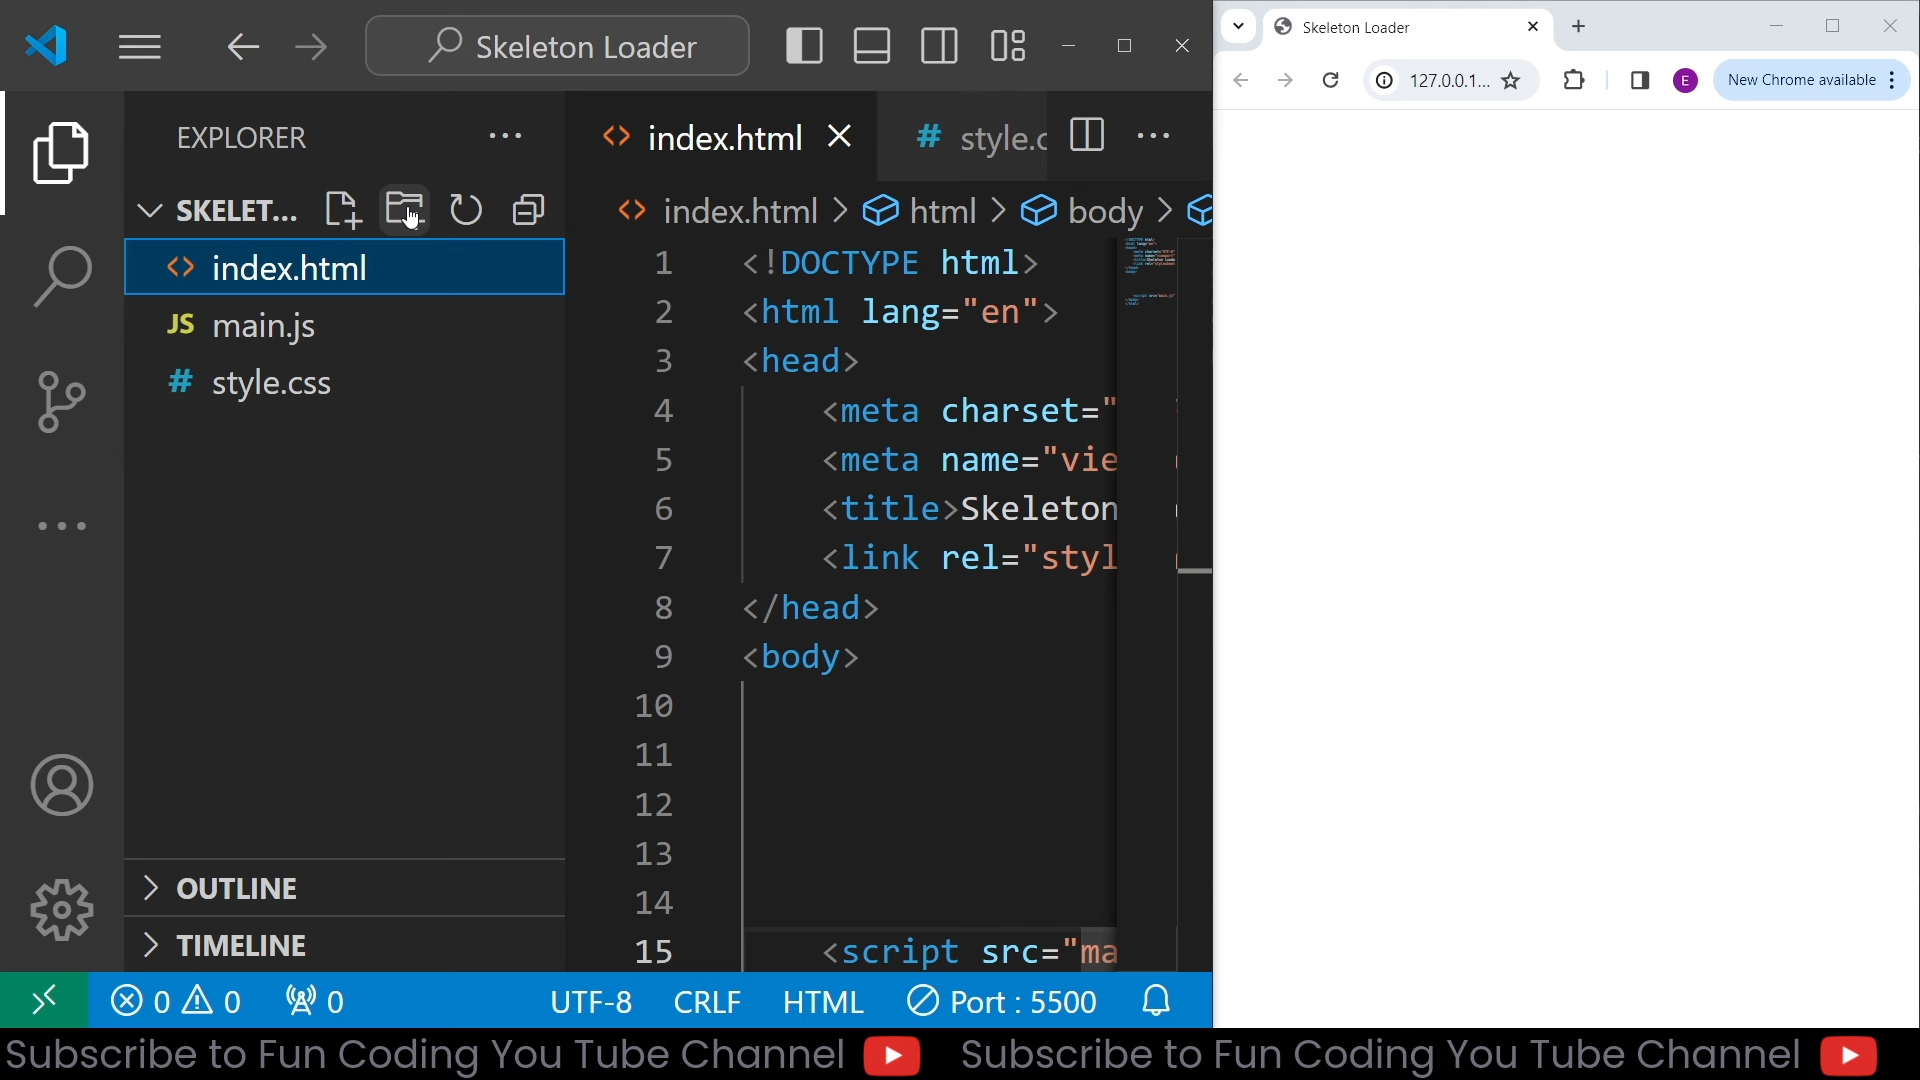 Skeleton Loader
Skeleton Loader
127.0.0.1...
E
New Chrome available
EXPLORER
SKELET...
index.html
JS main.js
# style.css
OUTLINE
TIMELINE
<> index.html
# style.c
<> index.html > html > body >
1 <!DOCTYPE html>
2 <html lang="en">
3 <head>
4 <meta charset="
5 <meta name="vie
6 <title>Skeleton
7 <link rel="styl
8 </head>
9 <body>
10
11
12
13
14
15 <script src="ma
0 0 0 UTF-8 CRLF HTML Port : 5500
Subscribe to Fun Coding You Tube Channel Subscribe to Fun Coding You Tube Channel